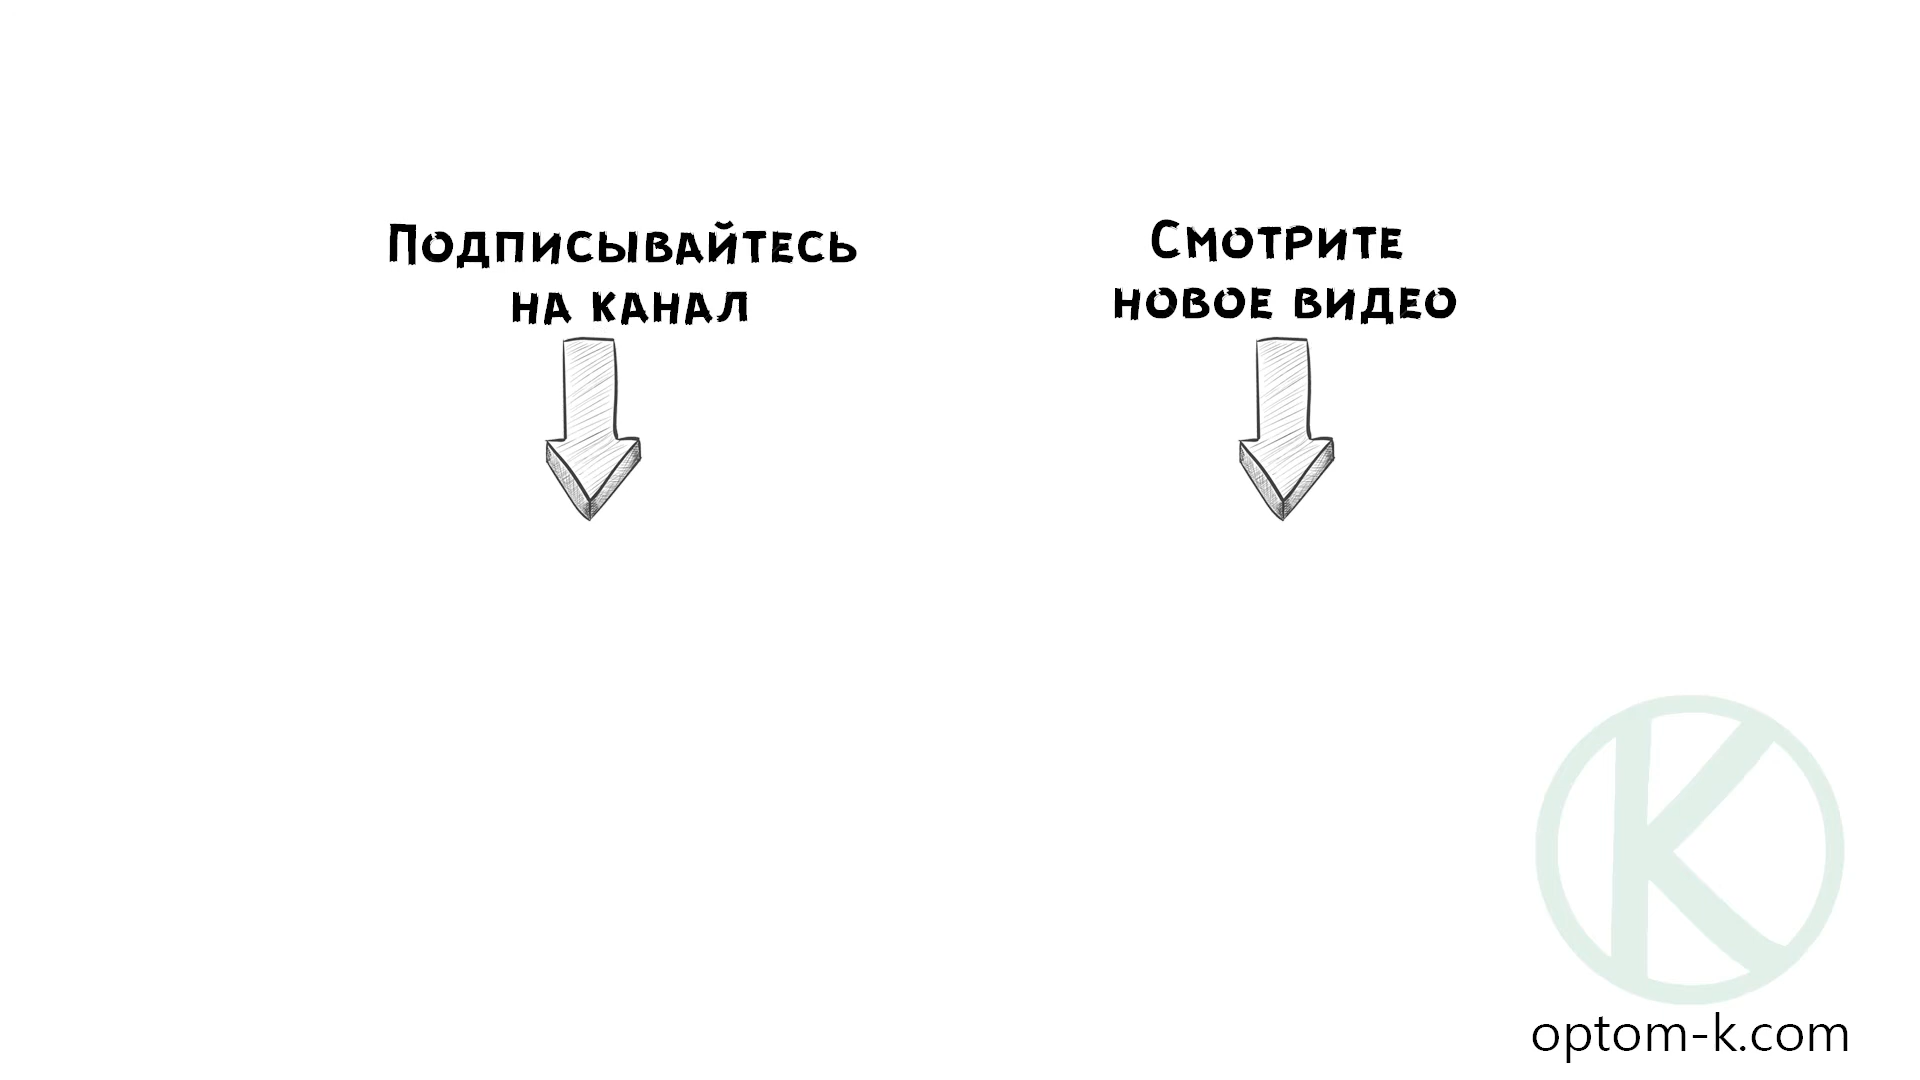 Подписывайтесь
на канал
Смотрите
новое видео
K
optom-k.com